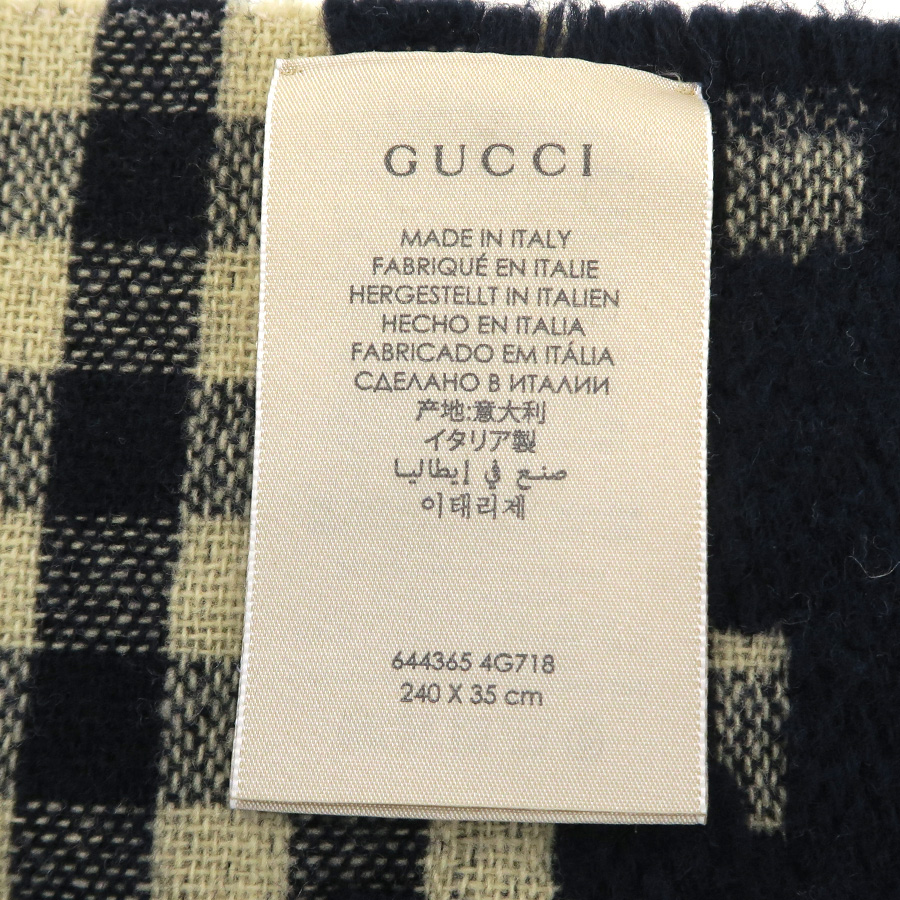 GUCCI
MADE IN ITALY
FABRIQUÉ EN ITALIE
HERGESTELLT IN ITALIEN
HECHO EN ITALIA
FABRICADO EM ITÁLIA
СДЕЛАНО В ИТАЛИИ
产地:意大利
イタリア製
صنع في إيطاليا
이태리제
644365 4G718
240 X 35 cm